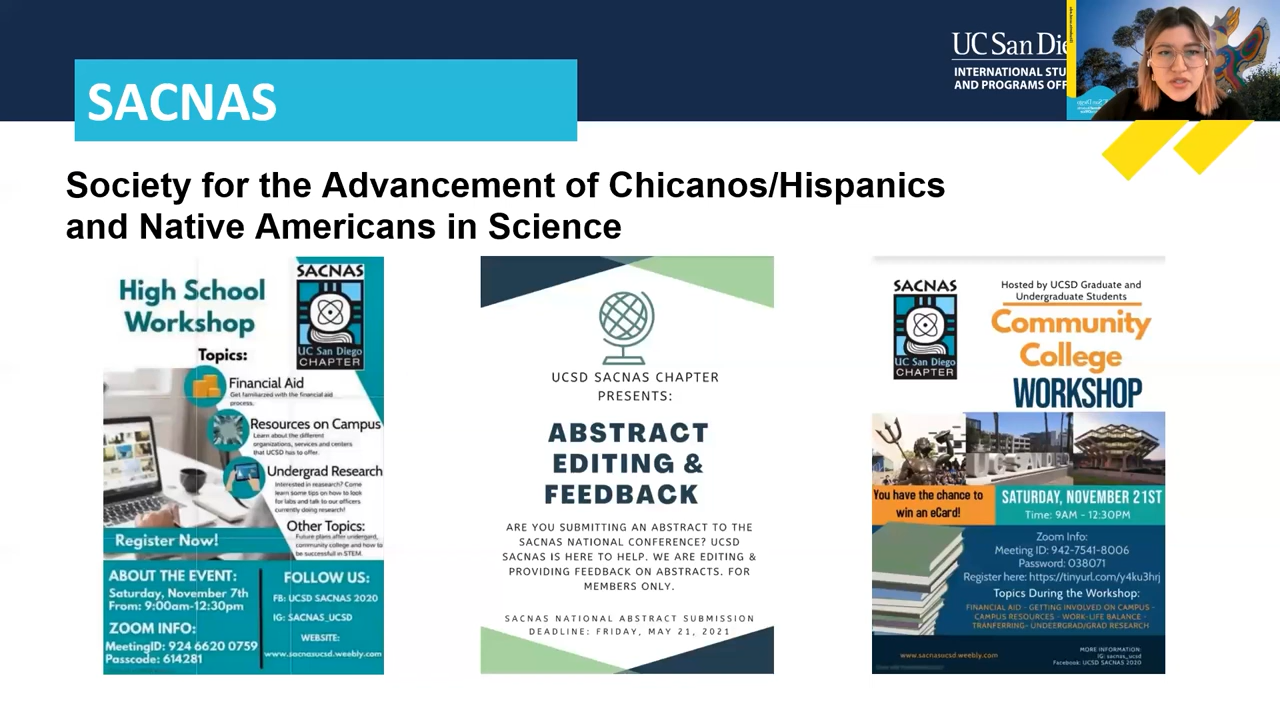 UC San Die
INTERNATIONAL STU
AND PROGRAMS OFF
SACNAS
Society for the Advancement of Chicanos/Hispanics
and Native Americans in Science
High School
Workshop
SACNAS
UC San Diego
CHAPTER
Topics:
Financial Aid
Get familiarized with the financial aid
process.
Resources on Campus
Learn about the different
organizations, services and centers
that UCSD has to offer.
Undergrad Research
Interested in reasearch? Come
learn some tips on how to look
for labs and talk to our officers
currently doing research!
Other Topics:
Future plans after undergard,
community college and how to
be successfull in STEM.
Register Now!
ABOUT THE EVENT:
Saturday, November 7th
From: 9:00am-12:30pm
ZOOM INFO:
MeetingID: 924 6620 0759
Passcode: 614281
FOLLOW US:
FB: UCSD SACNAS 2020
IG: SACNAS_UCSD
WEBSITE:
www.sacnasucsd.weebly.com
UCSD SACNAS CHAPTER
PRESENTS:
ABSTRACT
EDITING &
FEEDBACK
ARE YOU SUBMITTING AN ABSTRACT TO THE
SACNAS NATIONAL CONFERENCE? UCSD
SACNAS IS HERE TO HELP. WE ARE EDITING &
PROVIDING FEEDBACK ON ABSTRACTS. FOR
MEMBERS ONLY.
SACNAS NATIONAL ABSTRACT SUBMISSION
DEADLINE: FRIDAY, MAY 21, 2021
SACNAS
UC San Diego
CHAPTER
Hosted by UCSD Graduate and
Undergraduate Students
Community
College
WORKSHOP
UC SAN DIEGO
You have the chance to
win an eCard!
SATURDAY, NOVEMBER 21ST
Time: 9AM - 12:30PM
Zoom Info:
Meeting ID: 942-7541-8006
Password: 038071
Register here: https://tinyurl.com/y4ku3hrj
Topics During the Workshop:
FINANCIAL AID - GETTING INVOLVED ON CAMPUS -
CAMPUS RESOURCES - WORK-LIFE BALANCE -
TRANFERRING- UNDEERGRAD/GRAD RESEARCH
www.sacnasucsd.weebly.com
MORE INFORMATION:
IG: sacnas_ucsd
Facebook: UCSD SACNAS 2020